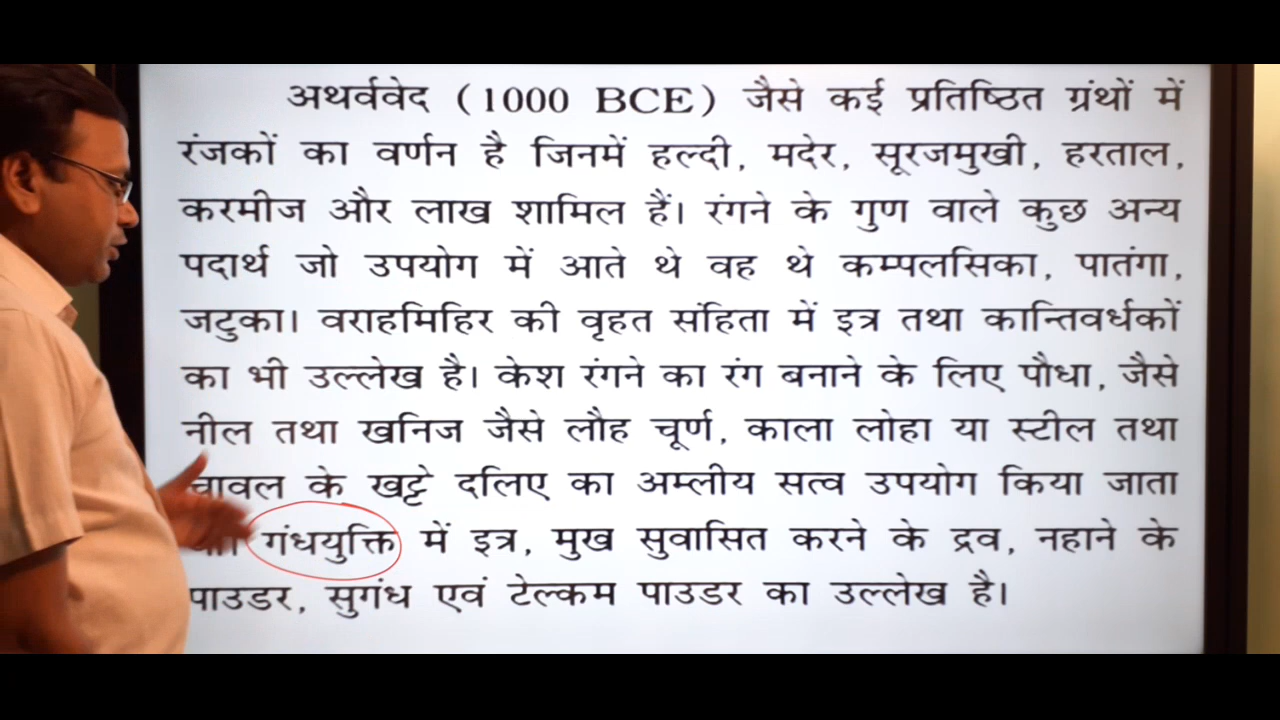 अथर्ववेद (1000 BCE) जैसे कई प्रतिष्ठित ग्रंथों में
रंजकों का वर्णन है जिनमें हल्दी, मदेर, सूरजमुखी, हरताल,
करमीज और लाख शामिल हैं। रंगने के गुण वाले कुछ अन्य
पदार्थ जो उपयोग में आते थे वह थे कम्पलसिका, पातंगा,
जटुका। वराहमिहिर की वृहत संहिता में इत्र तथा कान्तिवर्धकों
का भी उल्लेख है। केश रंगने का रंग बनाने के लिए पौधा, जैसे
नील तथा खनिज जैसे लौह चूर्ण, काला लोहा या स्टील तथा
चावल के खट्टे दलिए का अम्लीय सत्व उपयोग किया जाता
गंधयुक्ति में इत्र, मुख सुवासित करने के द्रव, नहाने के
पाउडर, सुगंध एवं टेल्कम पाउडर का उल्लेख है।